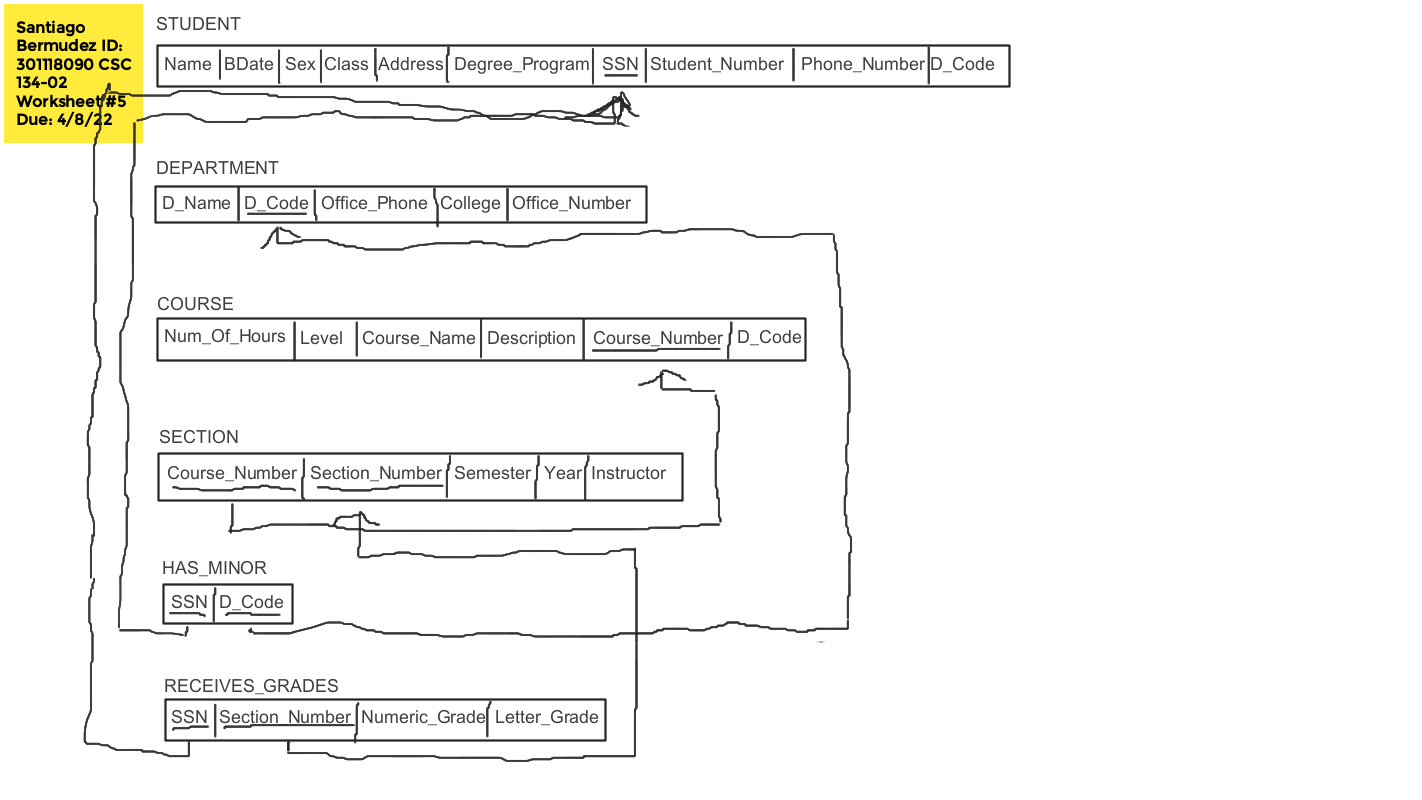 Santiago
Bermudez ID:
301118090 CSC
134-02
Worksheet #5
Due: 4/8/22
STUDENT
Name BDate Sex Class Address Degree_Program SSN Student_Number Phone_Number D_Code
DEPARTMENT
D_Name D_Code Office_Phone College Office_Number
COURSE
Num_Of_Hours Level Course_Name Description Course_Number D_Code
SECTION
Course_Number Section_Number Semester Year Instructor
HAS_MINOR
SSN D_Code
RECEIVES_GRADES
SSN Section_Number Numeric_Grade Letter_Grade